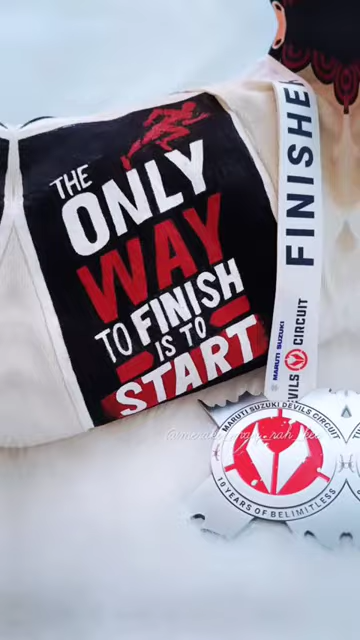 THE
ONLY
WAY
TO FINISH
IS TO
START
FINISHER
MARUTI SUZUKI
DEVILS CIRCUIT
MARUTI SUZUKI DEVILS CIRCUIT
10 YEARS OF BELIMITLESS